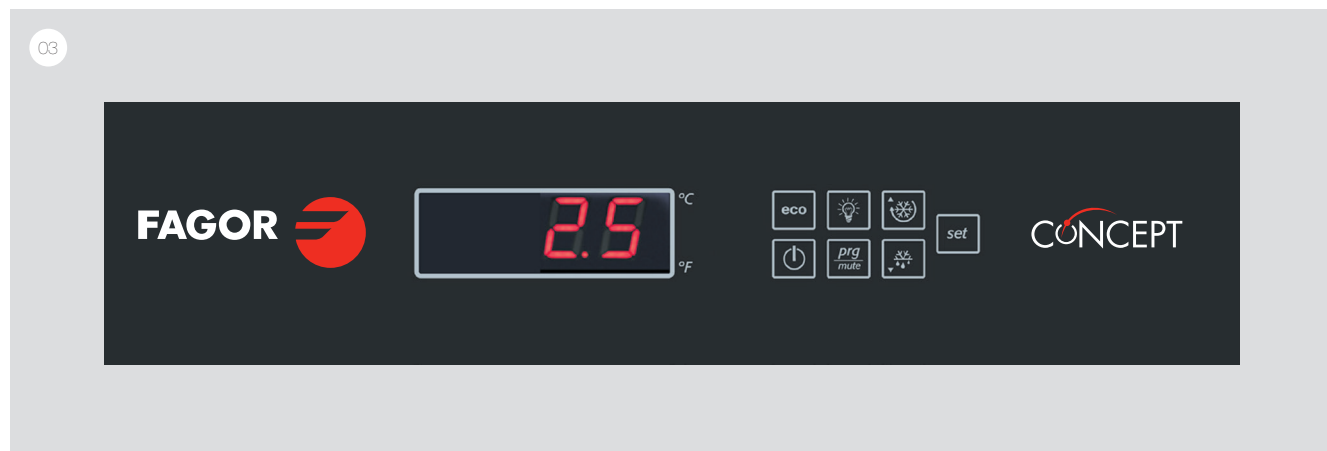 03
FAGOR
2.5
°C
°F
eco
set
prg
mute
CONCEPT